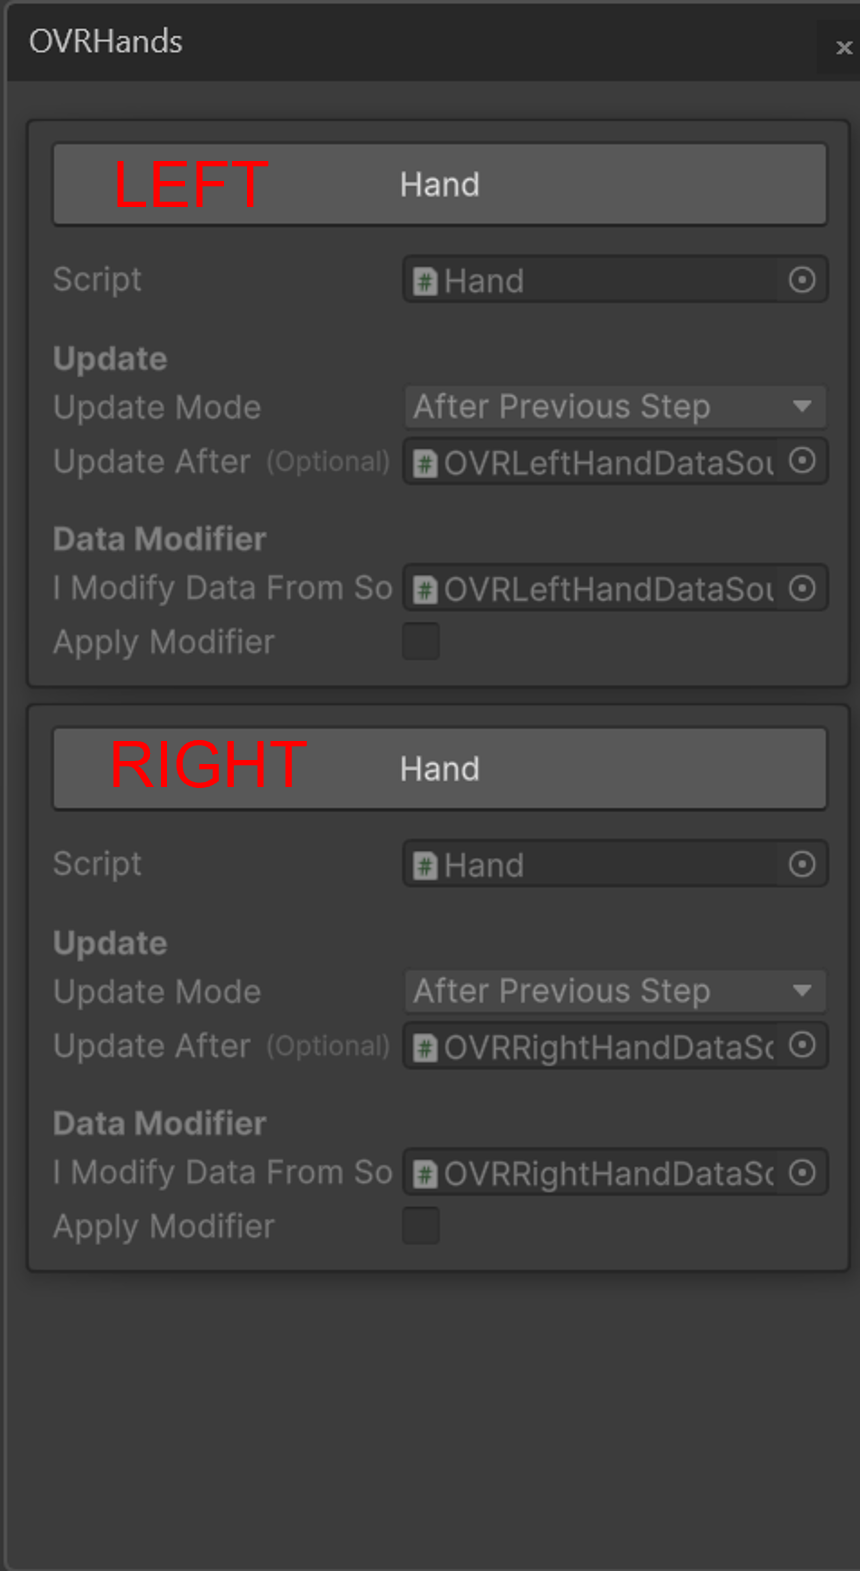 OVRHands
LEFT Hand
Script Hand
Update
Update Mode After Previous Step
Update After (Optional) OVRLeftHandDataSou
Data Modifier
I Modify Data From So OVRLeftHandDataSou
Apply Modifier
RIGHT Hand
Script Hand
Update
Update Mode After Previous Step
Update After (Optional) OVRRightHandDataSo
Data Modifier
I Modify Data From So OVRRightHandDataSo
Apply Modifier